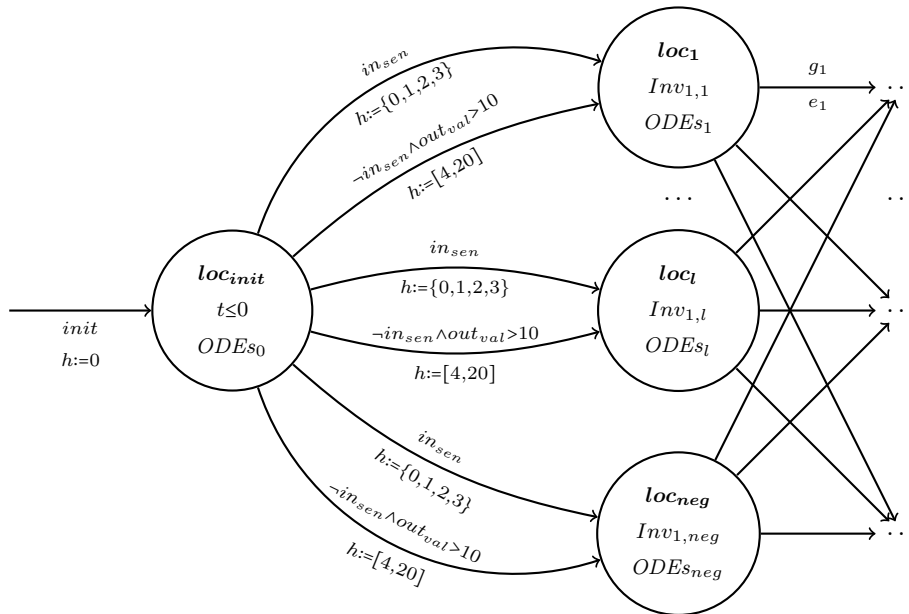 in_sen
h:={0,1,2,3}
¬in_sen∧out_val>10
h:=[4,20]
loc_1
Inv_1,1
ODEs_1
g_1
e_1
··
···
··
init
h:=0
loc_init
t≤0
ODEs_0
in_sen
h:={0,1,2,3}
¬in_sen∧out_val>10
h:=[4,20]
loc_l
Inv_1,l
ODEs_l
··
in_sen
h:={0,1,2,3}
¬in_sen∧out_val>10
h:=[4,20]
loc_neg
Inv_1,neg
ODEs_neg
··